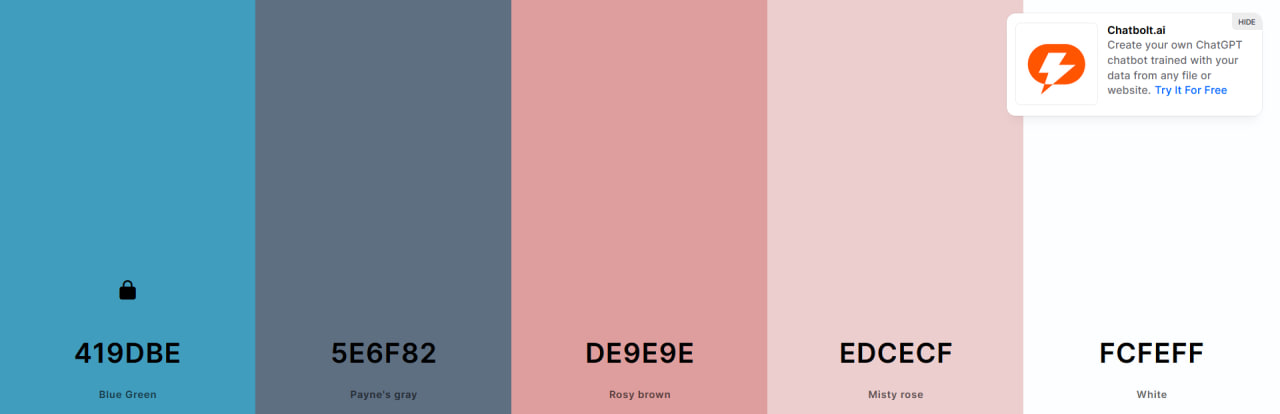 HIDE
Chatbolt.ai
Create your own ChatGPT
chatbot trained with your
data from any file or
website. Try It For Free
419DBE
5E6F82
DE9E9E
EDCECF
FCFEFF
Blue Green
Payne's gray
Rosy brown
Misty rose
White